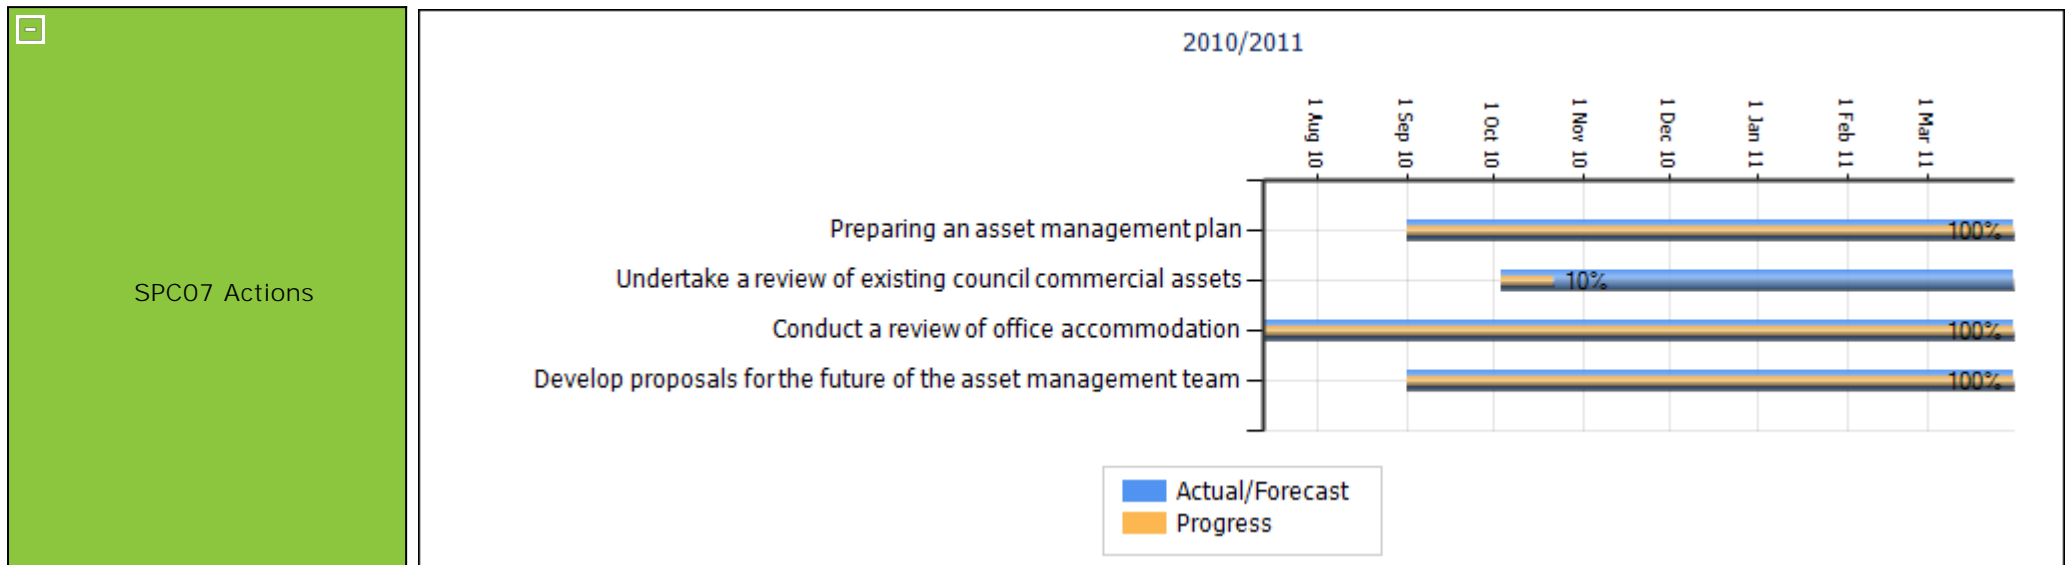 SPC07 Actions
2010/2011
1 Aug 10
1 Sep 10
1 Oct 10
1 Nov 10
1 Dec 10
1 Jan 11
1 Feb 11
1 Mar 11
Preparing an asset management plan
100%
Undertake a review of existing council commercial assets
10%
Conduct a review of office accommodation
100%
Develop proposals for the future of the asset management team
100%
Actual/Forecast
Progress